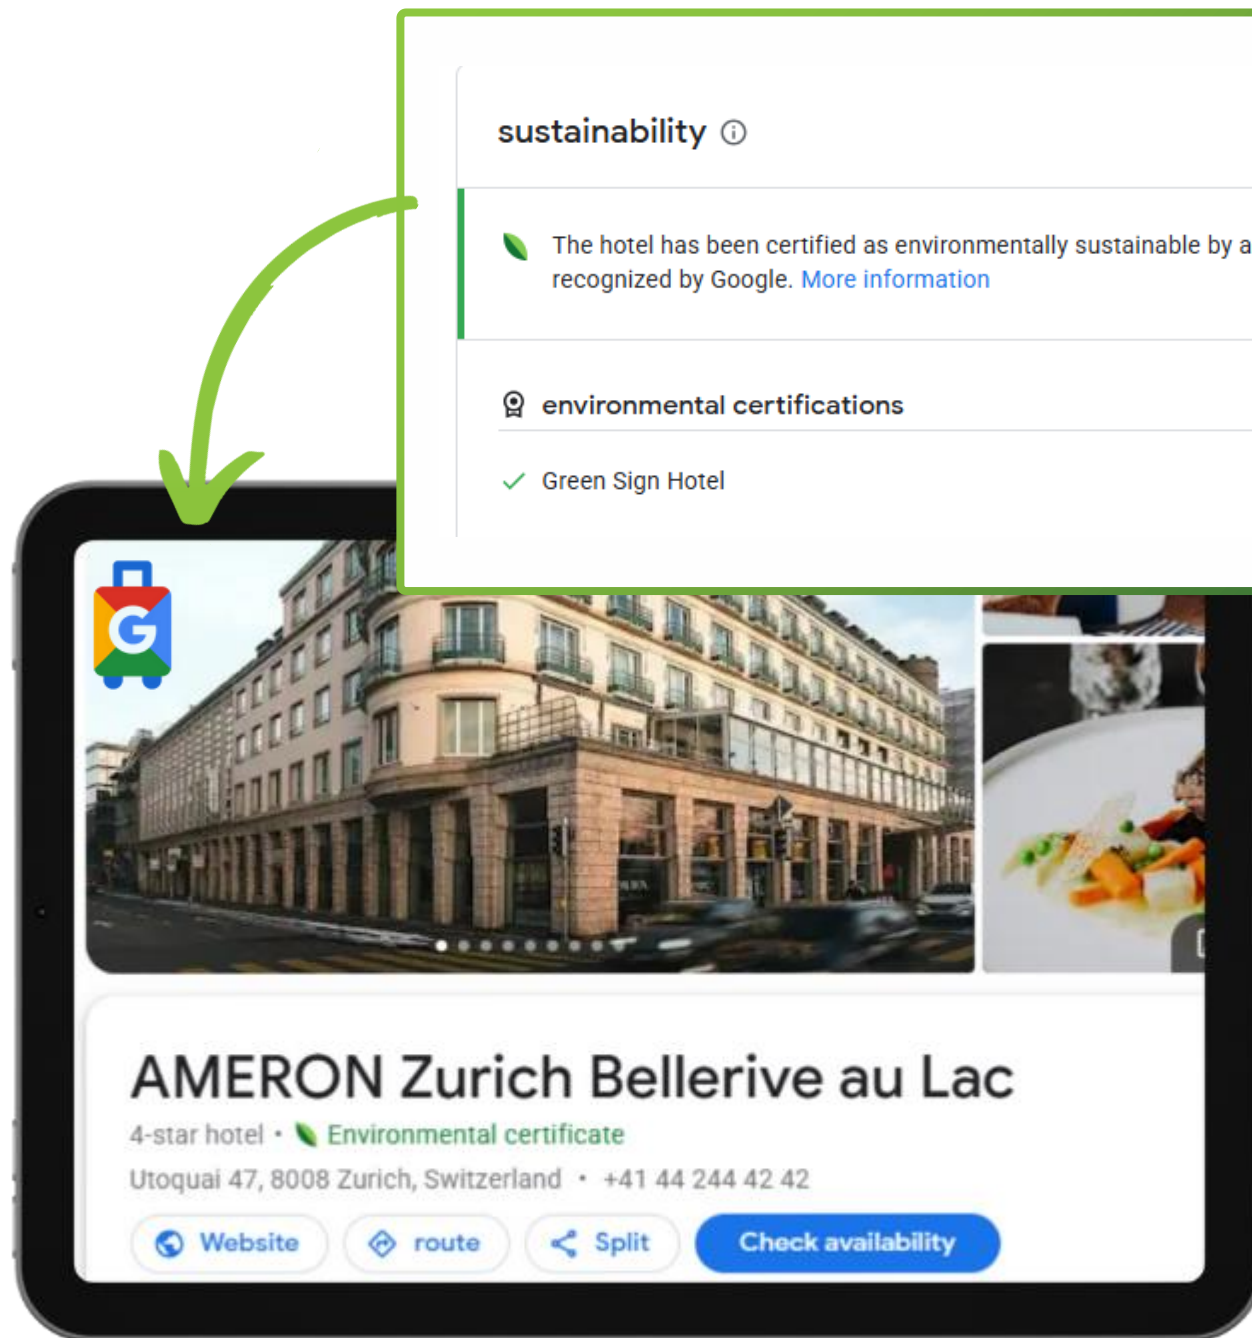 sustainability
The hotel has been certified as environmentally sustainable by a
recognized by Google. More information
environmental certifications
Green Sign Hotel
G
AMERON Zurich Bellerive au Lac
4-star hotel • Environmental certificate
Utoquai 47, 8008 Zurich, Switzerland • +41 44 244 42 42
Website route Split Check availability